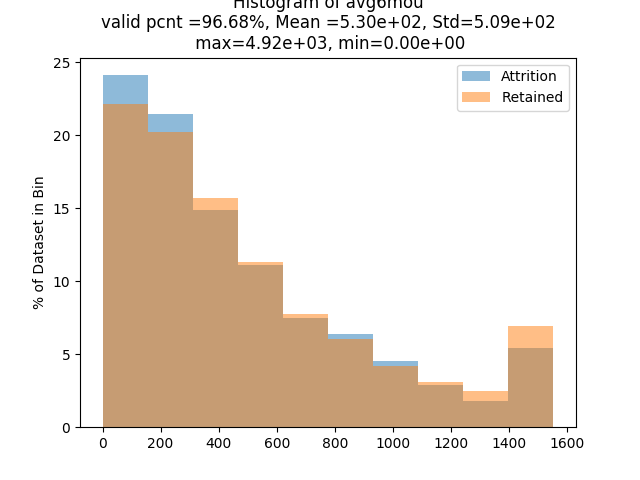 Histogram of avg6mou
valid pcnt =96.68%, Mean =5.30e+02, Std=5.09e+02
max=4.92e+03, min=0.00e+00
25
20
15
10
5
0
% of Dataset in Bin
Attrition
Retained
0 200 400 600 800 1000 1200 1400 1600